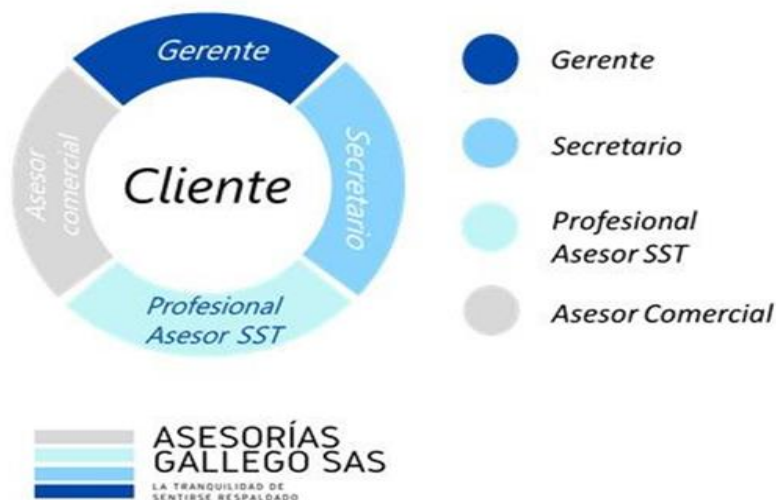 Gerente
Secretario
Asesor
comercial
Cliente
Profesional
Asesor SST
Gerente
Secretario
Profesional
Asesor SST
Asesor Comercial
ASESORÍAS
GALLEGO SAS
LA TRANQUILIDAD DE
SENTIRSE RESPALDADO